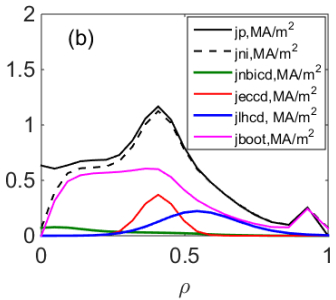 2
(b)
jp,MA/m²
jni,MA/m²
jnbicd,MA/m²
jeccd,MA/m²
jlhcd, MA/m²
jboot,MA/m²
1.5
1
0.5
0
0 0.5 1
ρ